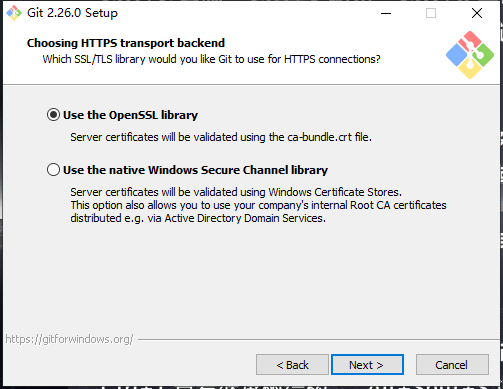 Git 2.26.0 Setup
Choosing HTTPS transport backend
Which SSL/TLS library would you like Git to use for HTTPS connections?
Use the OpenSSL library
Server certificates will be validated using the ca-bundle.crt file.
Use the native Windows Secure Channel library
Server certificates will be validated using Windows Certificate Stores.
This option also allows you to use your company's internal Root CA certificates
distributed e.g. via Active Directory Domain Services.
https://gitforwindows.org/
< Back
Next >
Cancel